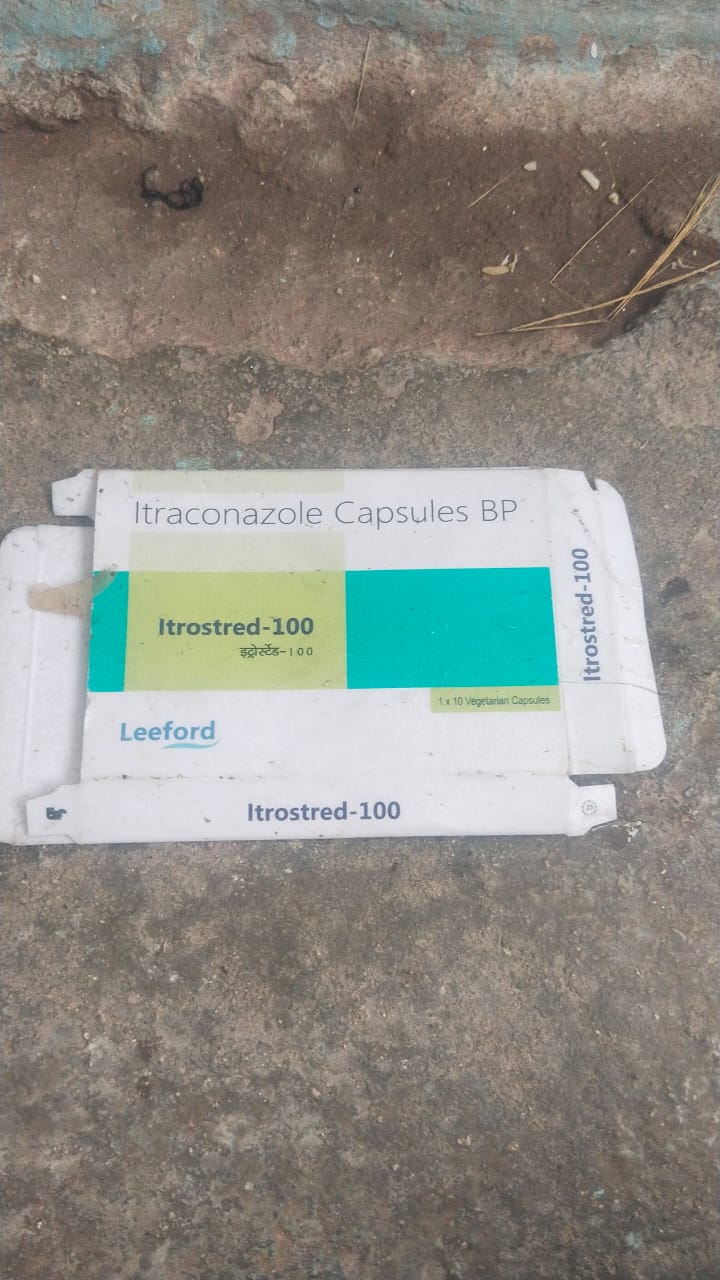 Itraconazole Capsules BP
Itrostred-100
इट्रोस्टेंड-100
1 x 10 Vegetarian Capsules
Leeford
Itrostred-100
Itrostred-100